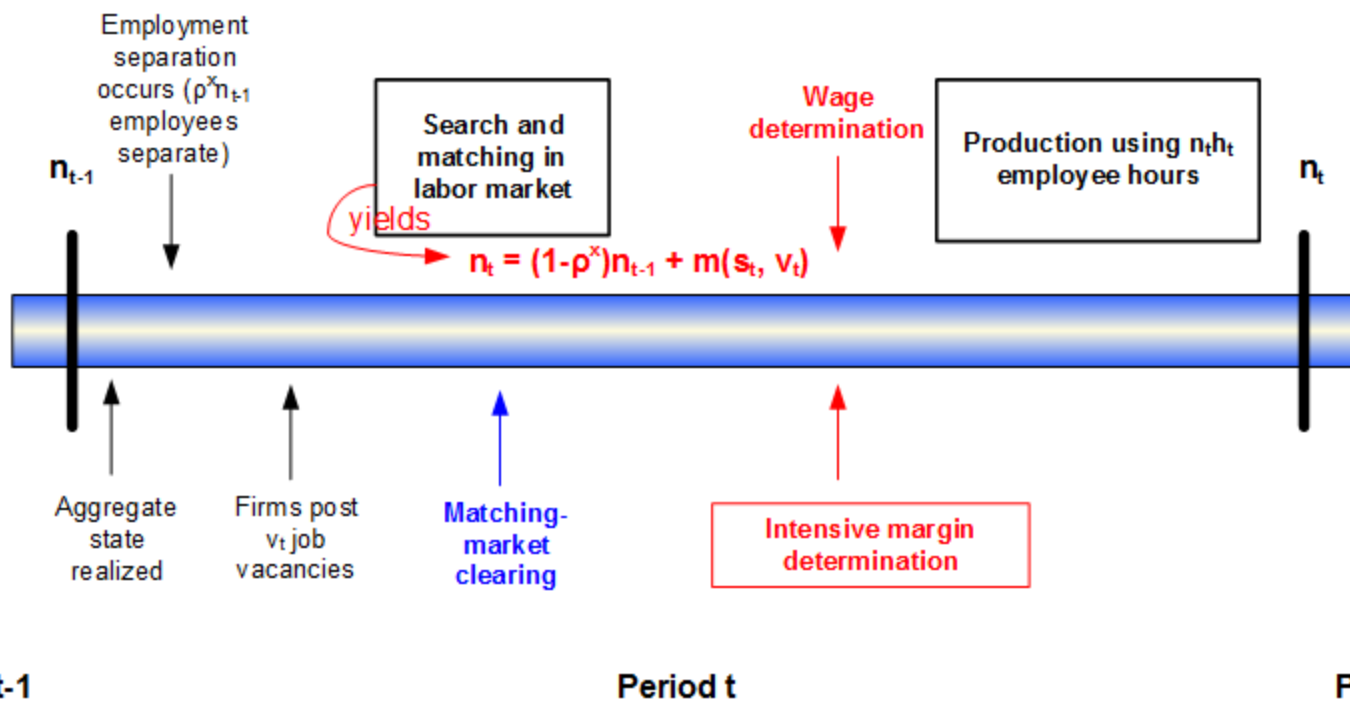 Employment
separation
occurs (ρˣnₜ₋₁
employees
separate)
nₜ₋₁
Search and
matching in
labor market
yields
nₜ = (1-ρˣ)nₜ₋₁ + m(sₜ, vₜ)
Wage
determination
Production using nₜhₜ
employee hours
nₜ
Aggregate
state
realized
Firms post
vₜ job
vacancies
Matching-
market
clearing
Intensive margin
determination
t-1
Period t
P